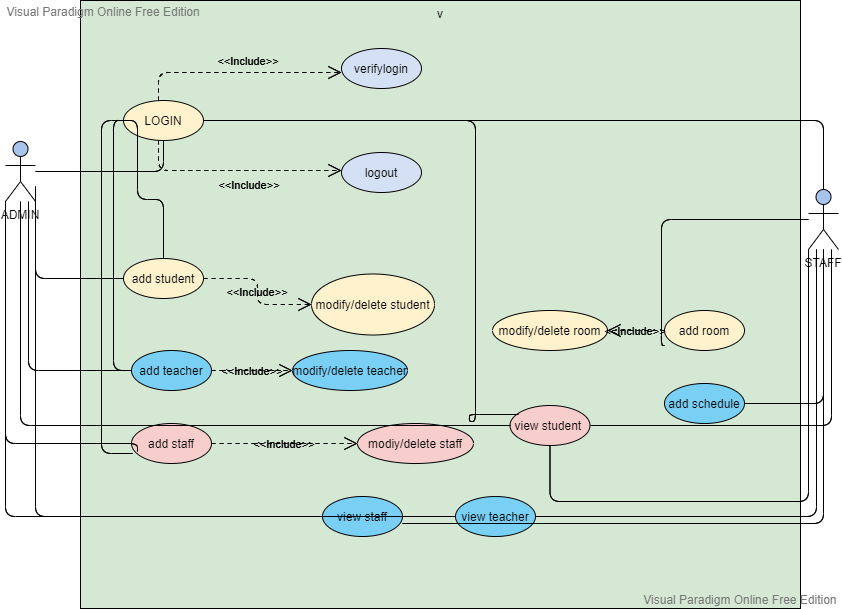 Visual Paradigm Online Free Edition
v
<<Include>>
verifylogin
LOGIN
logout
<<Include>>
ADMIN
STAFF
add student
<<Include>>
modify/delete student
modify/delete room
<<Include>>
add room
add teacher
<<Include>>
modify/delete teacher
add schedule
view student
add staff
<<Include>>
modiy/delete staff
view staff
view teacher
Visual Paradigm Online Free Edition